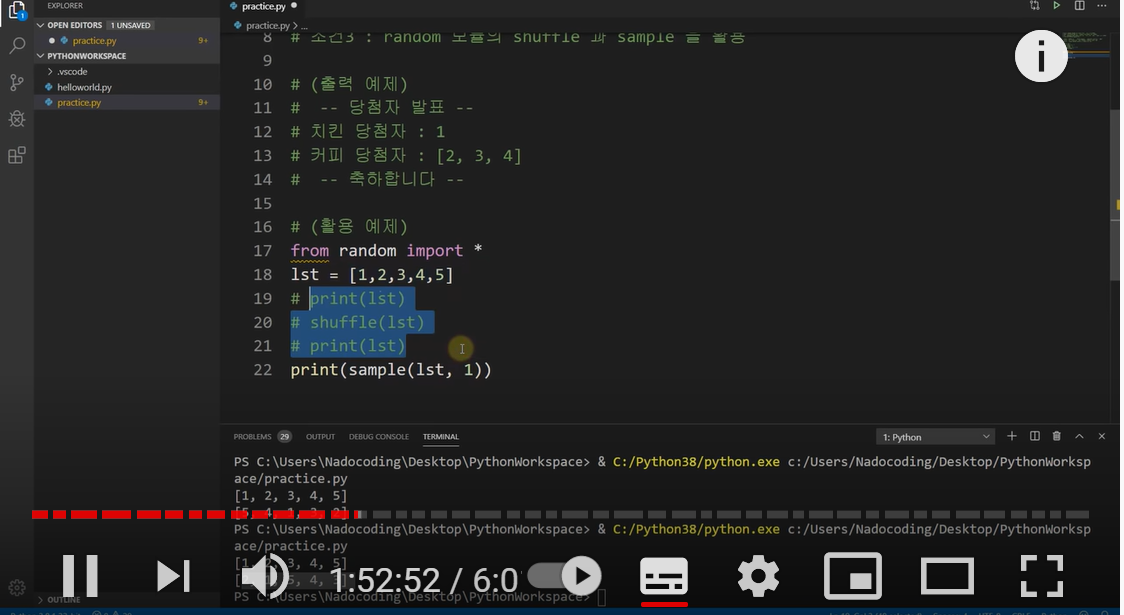 EXPLORER
practice.py
OPEN EDITORS 1 UNSAVED
practice.py 9+
practice.py > ...
PYTHONWORKSPACE
.vscode
helloworld.py
practice.py 9+
8 # 조건3 : random 모듈의 shuffle 과 sample 을 활용
9
10 # (출력 예제)
11 # -- 당첨자 발표 --
12 # 치킨 당첨자 : 1
13 # 커피 당첨자 : [2, 3, 4]
14 # -- 축하합니다 --
15
16 # (활용 예제)
17 from random import *
18 lst = [1,2,3,4,5]
19 # print(lst)
20 # shuffle(lst)
21 # print(lst)
22 print(sample(lst, 1))
PROBLEMS 29 OUTPUT DEBUG CONSOLE TERMINAL 1: Python
PS C:\Users\Nadocoding\Desktop\PythonWorkspace> & C:/Python38/python.exe c:/Users/Nadocoding/Desktop/PythonWorksp
ace/practice.py
[1, 2, 3, 4, 5]
[5, 4, 1, 3, 2]
PS C:\Users\Nadocoding\Desktop\PythonWorkspace> & C:/Python38/python.exe c:/Users/Nadocoding/Desktop/PythonWorksp
ace/practice.py
5, 4,
PS C:\Users\Nadocoding\Desktop\PythonWorkspace>
1:52:52 / 6:0
OUTLINE